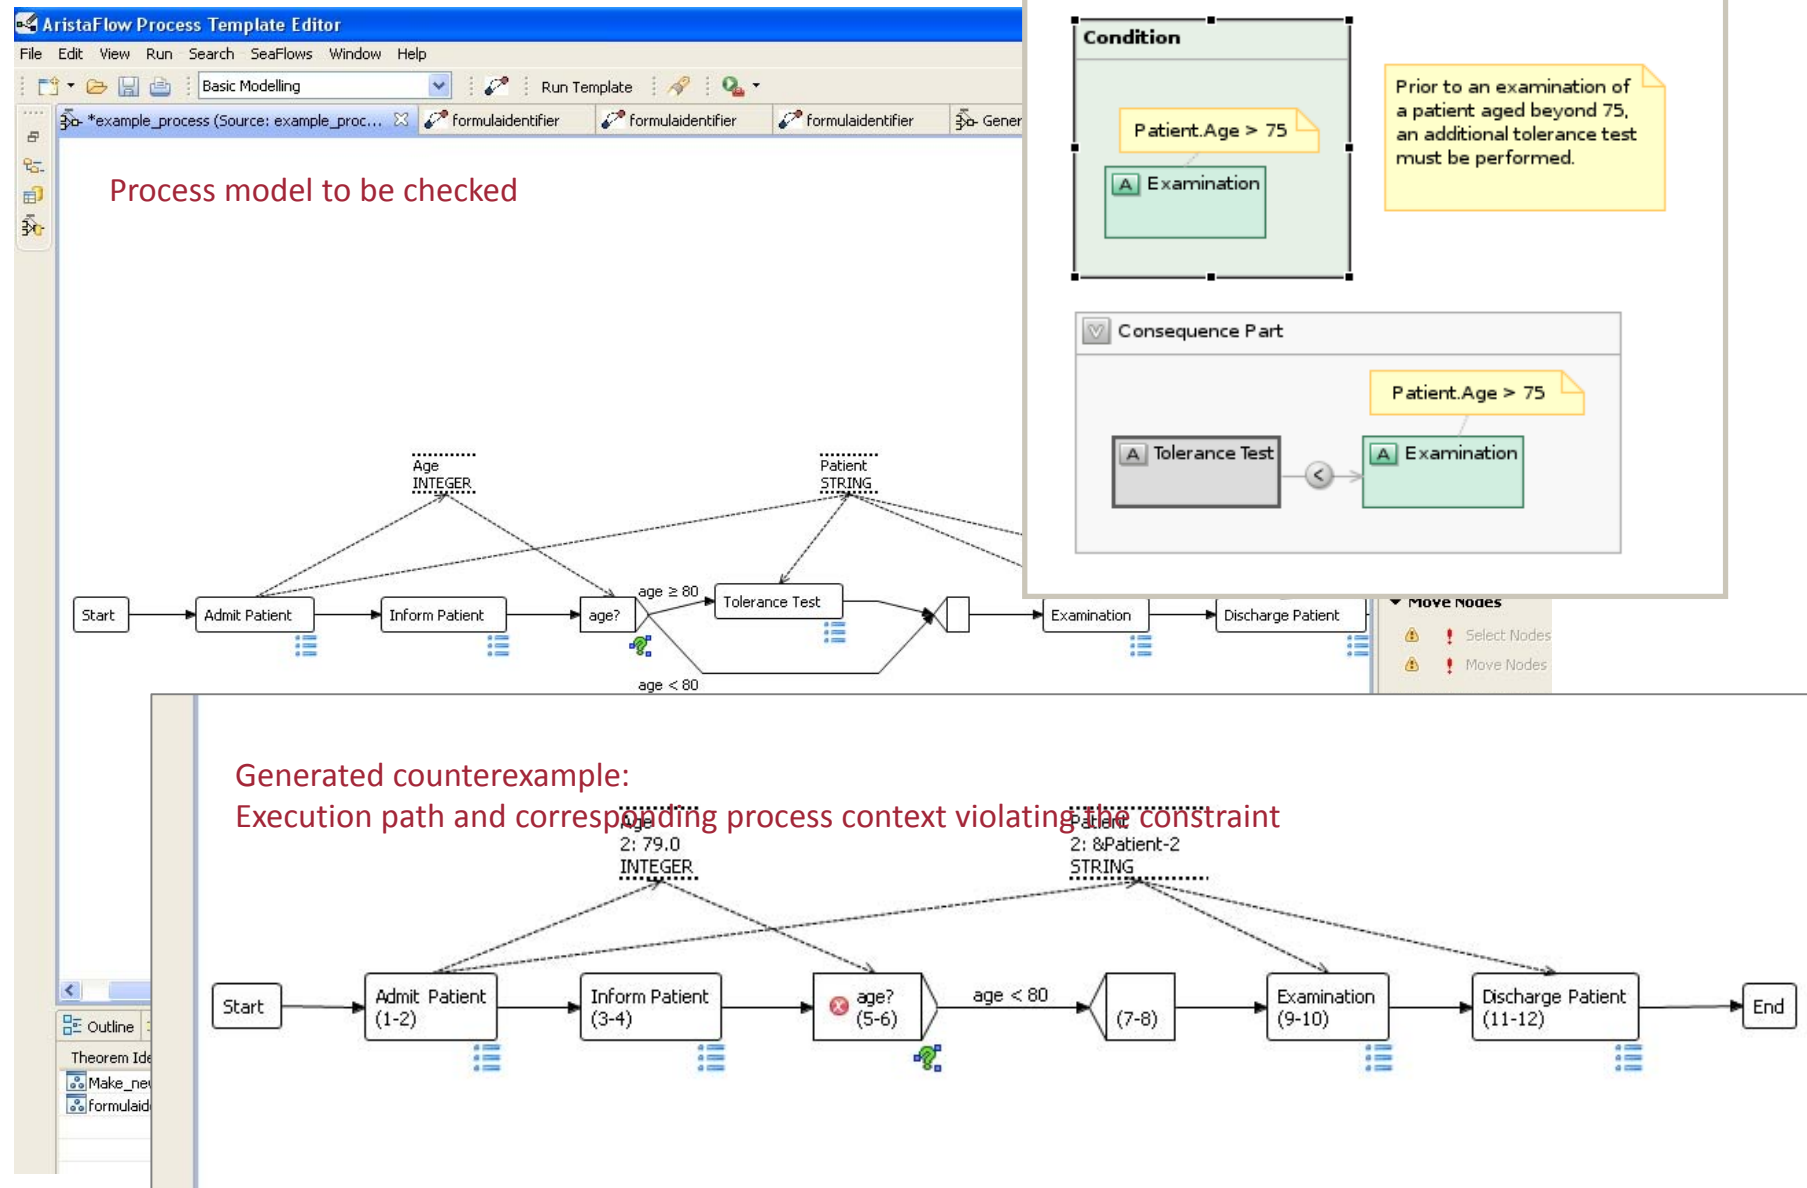 AristaFlow Process Template Editor
File Edit View Run Search SeaFlows Window Help
Basic Modelling Run Template
*example_process (Source: example_proc... formulaidentifier formulaidentifier formulaidentifier Gener
Process model to be checked
Age
INTEGER
Patient
STRING
Start
Admit Patient
Inform Patient
age?
age ≥ 80
Tolerance Test
age < 80
Examination
Discharge Patient
Condition
Patient.Age > 75
A Examination
Prior to an examination of
a patient aged beyond 75,
an additional tolerance test
must be performed.
Consequence Part
Patient.Age > 75
A Tolerance Test
<
A Examination
Move Nodes
Select Nodes
Move Nodes
Generated counterexample:
Execution path and corresponding process context violating the constraint
Age
2: 79.0
INTEGER
Patient
2: &Patient-2
STRING
Start
Admit Patient
(1-2)
Inform Patient
(3-4)
age?
(5-6)
age < 80
(7-8)
Examination
(9-10)
Discharge Patient
(11-12)
End
Outline
Theorem Ide
Make_nev
formulaid